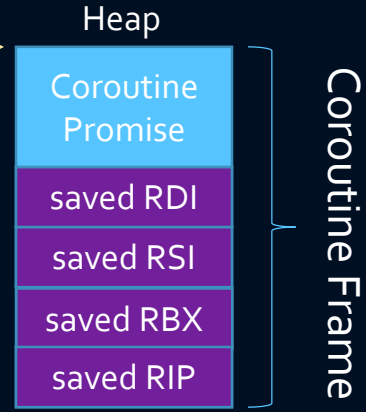 Heap
Coroutine
Promise
saved RDI
saved RSI
saved RBX
saved RIP
Coroutine Frame